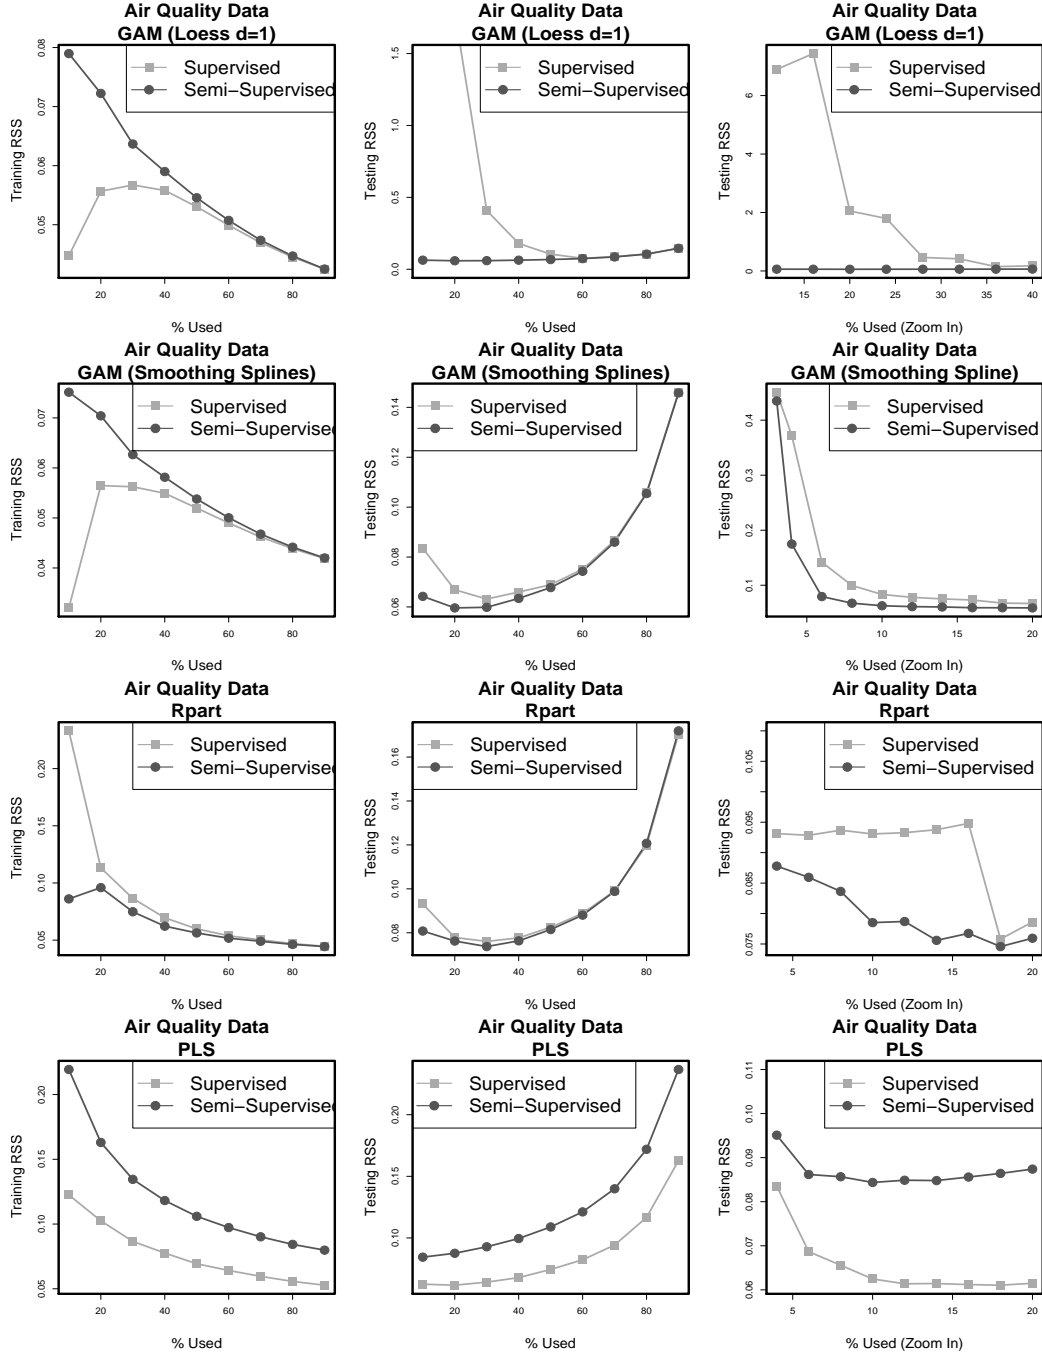 Air Quality Data
GAM (Loess d=1)
Supervised
Semi−Supervised
Training RSS
0.05
0.06
0.07
0.08
20
40
60
80
% Used
Air Quality Data
GAM (Loess d=1)
Supervised
Semi−Supervised
Testing RSS
0.0
0.5
1.0
1.5
20
40
60
80
% Used
Air Quality Data
GAM (Loess d=1)
Supervised
Semi−Supervised
Testing RSS
0
2
4
6
15
20
25
30
35
40
% Used (Zoom In)
Air Quality Data
GAM (Smoothing Splines)
Supervised
Semi−Supervised
Training RSS
0.04
0.05
0.06
0.07
20
40
60
80
% Used
Air Quality Data
GAM (Smoothing Splines)
Supervised
Semi−Supervised
Testing RSS
0.06
0.08
0.10
0.12
0.14
20
40
60
80
% Used
Air Quality Data
GAM (Smoothing Spline)
Supervised
Semi−Supervised
Testing RSS
0.1
0.2
0.3
0.4
5
10
15
20
% Used (Zoom In)
Air Quality Data
Rpart
Supervised
Semi−Supervised
Training RSS
0.05
0.10
0.15
0.20
20
40
60
80
% Used
Air Quality Data
Rpart
Supervised
Semi−Supervised
Testing RSS
0.08
0.10
0.12
0.14
0.16
20
40
60
80
% Used
Air Quality Data
Rpart
Supervised
Semi−Supervised
Testing RSS
0.075
0.085
0.095
0.105
5
10
15
20
% Used (Zoom In)
Air Quality Data
PLS
Supervised
Semi−Supervised
Training RSS
0.05
0.10
0.15
0.20
20
40
60
80
% Used
Air Quality Data
PLS
Supervised
Semi−Supervised
Testing RSS
0.10
0.15
0.20
20
40
60
80
% Used
Air Quality Data
PLS
Supervised
Semi−Supervised
Testing RSS
0.06
0.07
0.08
0.09
0.10
0.11
5
10
15
20
% Used (Zoom In)